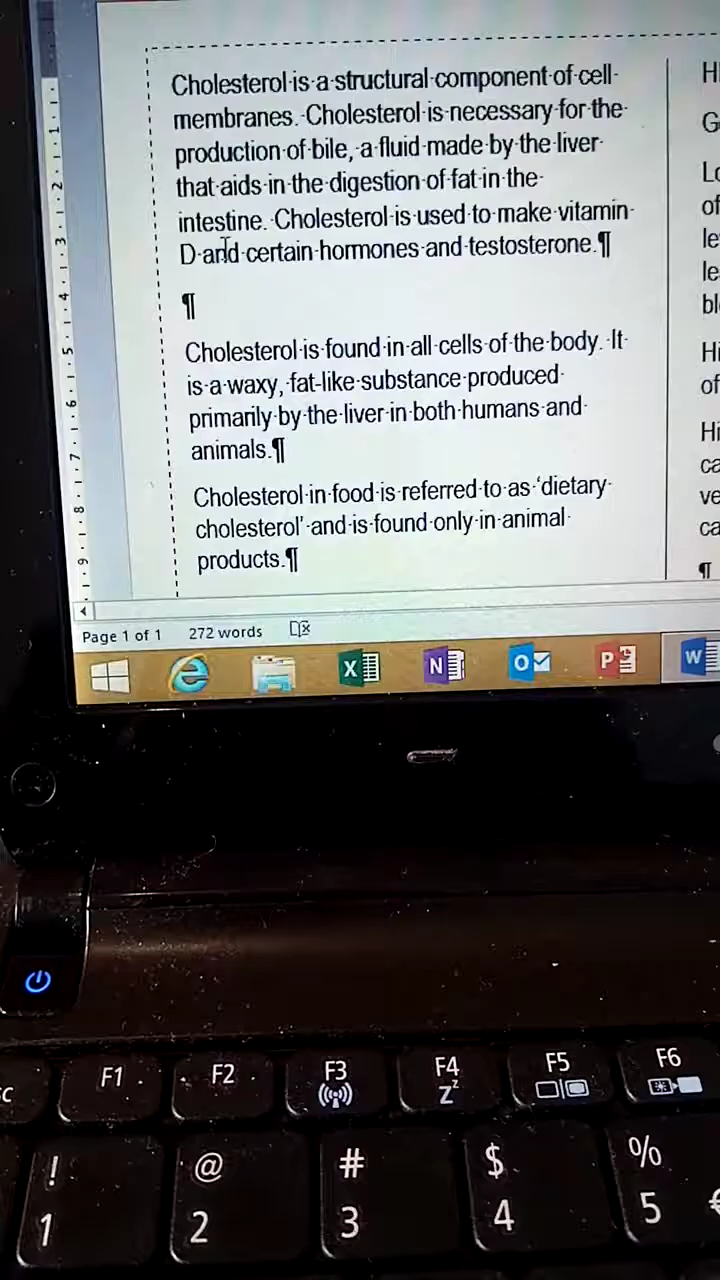 Cholesterol is a structural component of cell
membranes. Cholesterol is necessary for the
production of bile, a fluid made by the liver
that aids in the digestion of fat in the
intestine. Cholesterol is used to make vitamin
D and certain hormones and testosterone.¶
¶
Cholesterol is found in all cells of the body. It
is a waxy, fat-like substance produced
primarily by the liver in both humans and
animals.¶
Cholesterol in food is referred to as ‘dietary
cholesterol’ and is found only in animal
products.¶
¶
Page 1 of 1 272 words
X N O P W
F1 F2 F3 F4 F5 F6
Z z
! @ # $ %
1 2 3 4 5 €